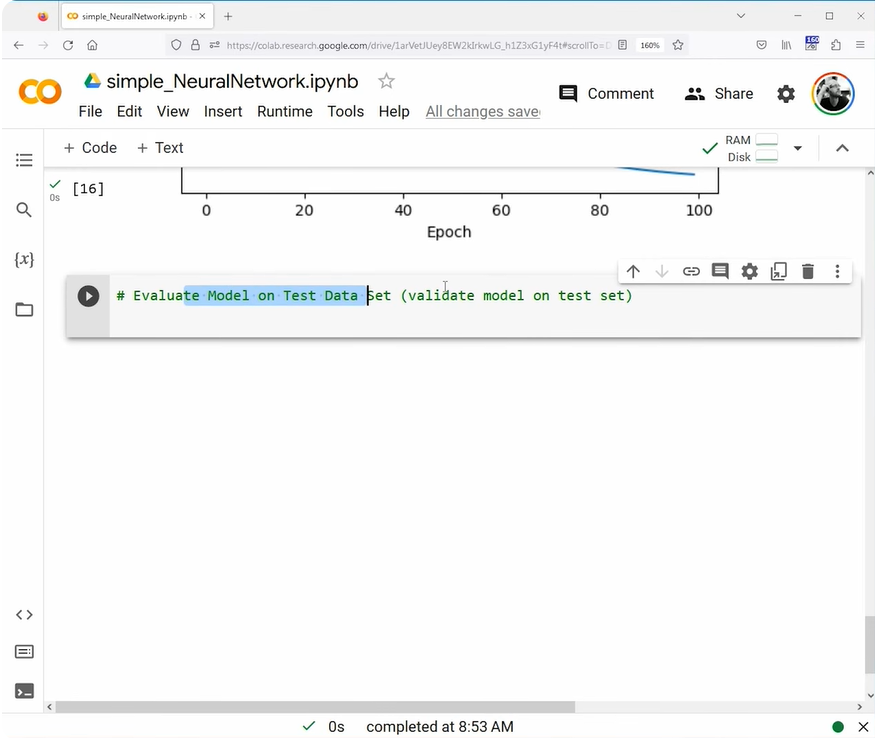 simple_NeuralNetwork.ipynb -
https://colab.research.google.com/drive/1arVetJUey8EW2kIrkwLG_h1Z3xG1yF4t#scrollTo=
160%
160
simple_NeuralNetwork.ipynb
File Edit View Insert Runtime Tools Help All changes save
Comment
Share
+ Code + Text
RAM
Disk
0s
[16]
0 20 40 60 80 100
Epoch
# Evaluate Model on Test Data Set (validate model on test set)
{x}
0s completed at 8:53 AM